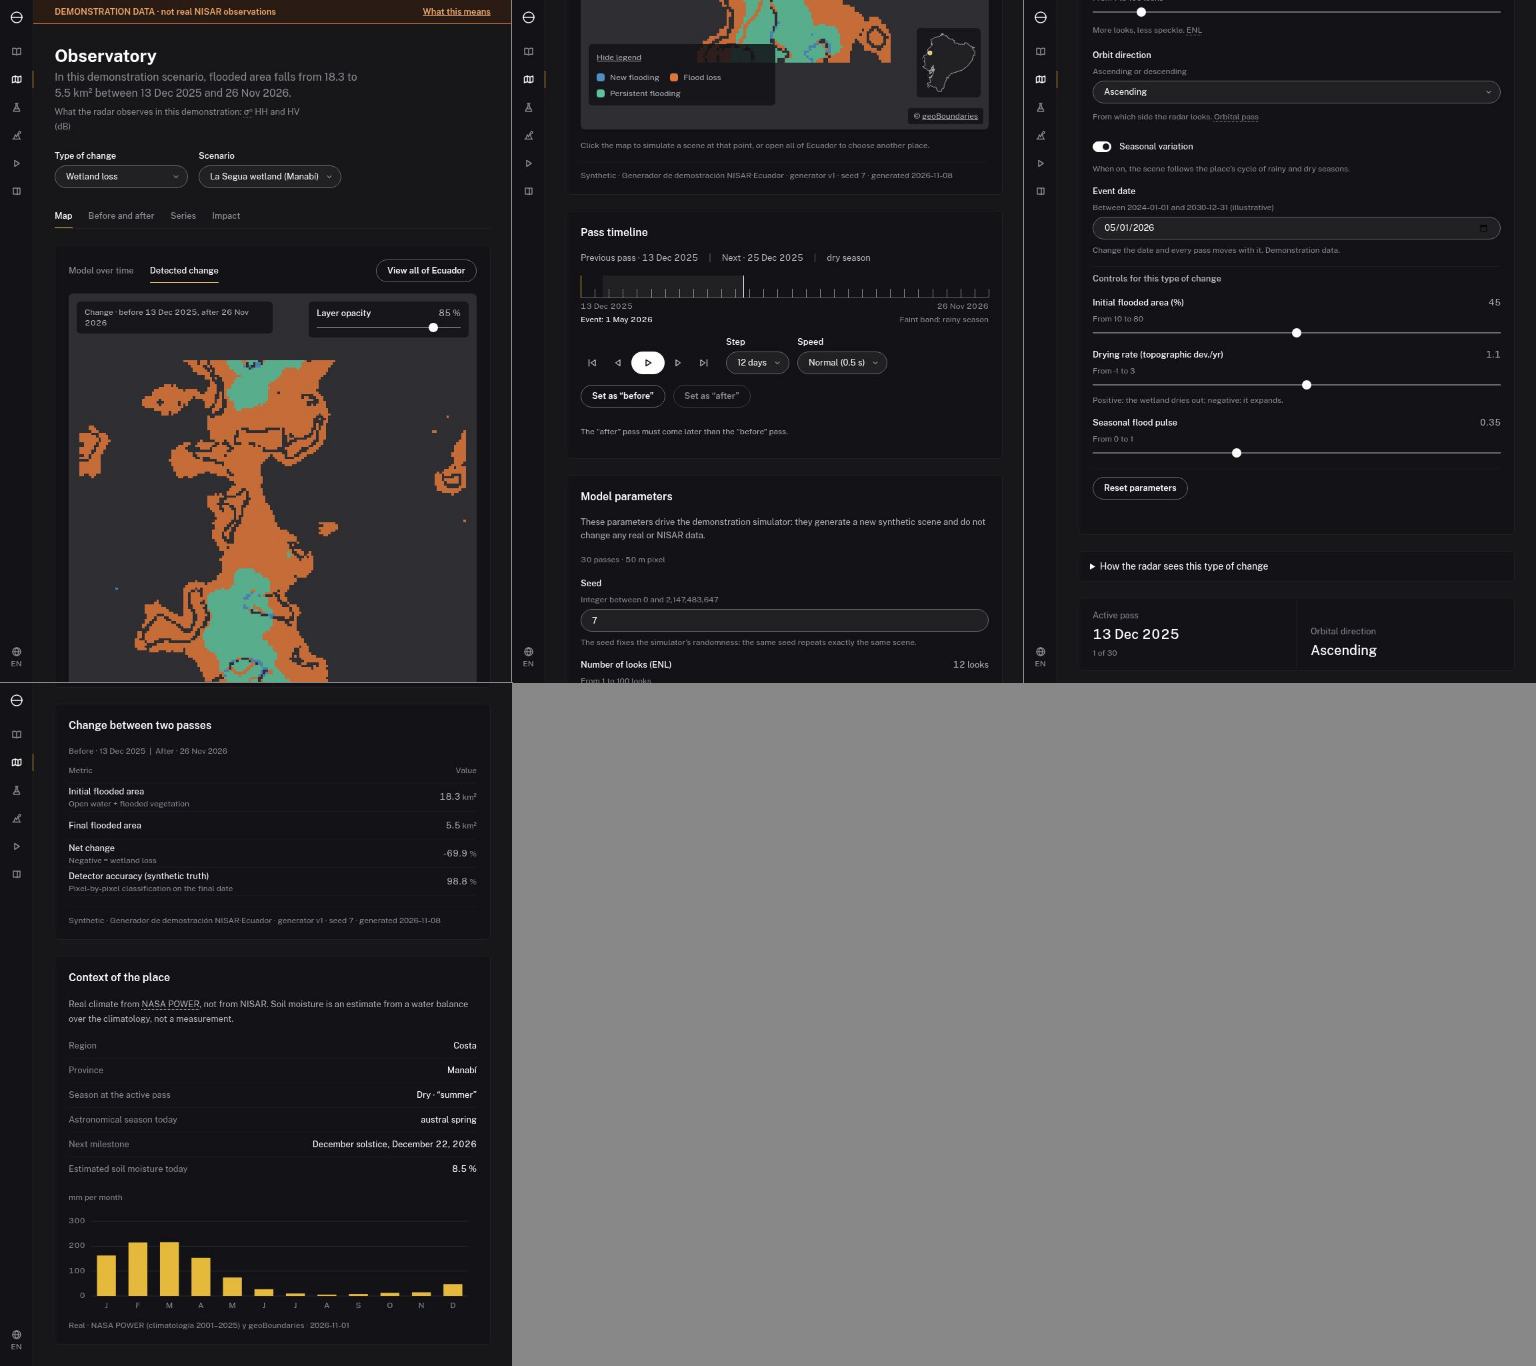 DEMONSTRATION DATA · not real NISAR observations
What this means
Observatory
In this demonstration scenario, flooded area falls from 18.3 to
5.5 km² between 13 Dec 2025 and 26 Nov 2026.
What the radar observes in this demonstration: σ° HH and HV
(dB)
Type of change
Scenario
Wetland loss
La Segua wetland (Manabí)
Map
Before and after
Series
Impact
Model over time
Detected change
View all of Ecuador
Change · before 13 Dec 2025, after 26 Nov
2026
Layer opacity
85 %
EN
Hide legend
New flooding
Flood loss
Persistent flooding
© geoBoundaries
Click the map to simulate a scene at that point, or open all of Ecuador to choose another place.
Synthetic · Generador de demostración NISAR·Ecuador · generator v1 · seed 7 · generated 2026-11-08
Pass timeline
Previous pass · 13 Dec 2025 | Next · 25 Dec 2025 | dry season
13 Dec 2025
26 Nov 2026
Event: 1 May 2026
Faint band: rainy season
Step
Speed
12 days
Normal (0.5 s)
Set as “before”
Set as “after”
The “after” pass must come later than the “before” pass.
Model parameters
These parameters drive the demonstration simulator: they generate a new synthetic scene and do not
change any real or NISAR data.
30 passes · 50 m pixel
Seed
Integer between 0 and 2,147,483,647
7
The seed fixes the simulator's randomness: the same seed repeats exactly the same scene.
Number of looks (ENL)
12 looks
From 1 to 100 looks
EN
More looks, less speckle. ENL
Orbit direction
Ascending or descending
Ascending
From which side the radar looks. Orbital pass
Seasonal variation
When on, the scene follows the place's cycle of rainy and dry seasons.
Event date
Between 2024-01-01 and 2030-12-31 (illustrative)
05/01/2026
Change the date and every pass moves with it. Demonstration data.
Controls for this type of change
Initial flooded area (%)
45
From 10 to 80
Drying rate (topographic dev./yr)
1.1
From -1 to 3
Positive: the wetland dries out; negative: it expands.
Seasonal flood pulse
0.35
From 0 to 1
Reset parameters
How the radar sees this type of change
Active pass
13 Dec 2025
1 of 30
Orbital direction
Ascending
EN
Change between two passes
Before · 13 Dec 2025 | After · 26 Nov 2026
Metric
Value
Initial flooded area
18.3 km²
Open water + flooded vegetation
Final flooded area
5.5 km²
Net change
-69.9 %
Negative = wetland loss
Detector accuracy (synthetic truth)
98.8 %
Pixel-by-pixel classification on the final date
Synthetic · Generador de demostración NISAR·Ecuador · generator v1 · seed 7 · generated 2026-11-08
Context of the place
Real climate from NASA POWER, not from NISAR. Soil moisture is an estimate from a water balance
over the climatology, not a measurement.
Region
Costa
Province
Manabí
Season at the active pass
Dry · “summer”
Astronomical season today
austral spring
Next milestone
December solstice, December 22, 2026
Estimated soil moisture today
8.5 %
mm per month
300
200
100
0
J F M A M J J A S O N D
Real · NASA POWER (climatología 2001–2025) y geoBoundaries · 2026-11-01
EN